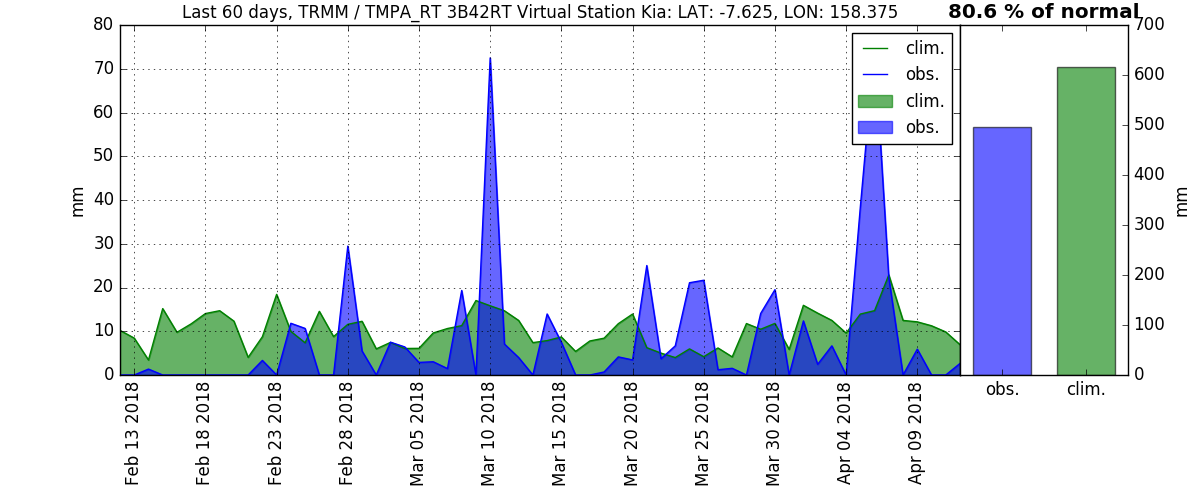 Last 60 days, TRMM / TMPA_RT 3B42RT Virtual Station Kia: LAT: -7.625, LON: 158.375
80.6 % of normal
80
70
60
50
40
30
20
10
0
mm
clim.
obs.
clim.
obs.
700
600
500
400
300
200
100
0
mm
obs.
clim.
Feb 13 2018
Feb 18 2018
Feb 23 2018
Feb 28 2018
Mar 05 2018
Mar 10 2018
Mar 15 2018
Mar 20 2018
Mar 25 2018
Mar 30 2018
Apr 04 2018
Apr 09 2018